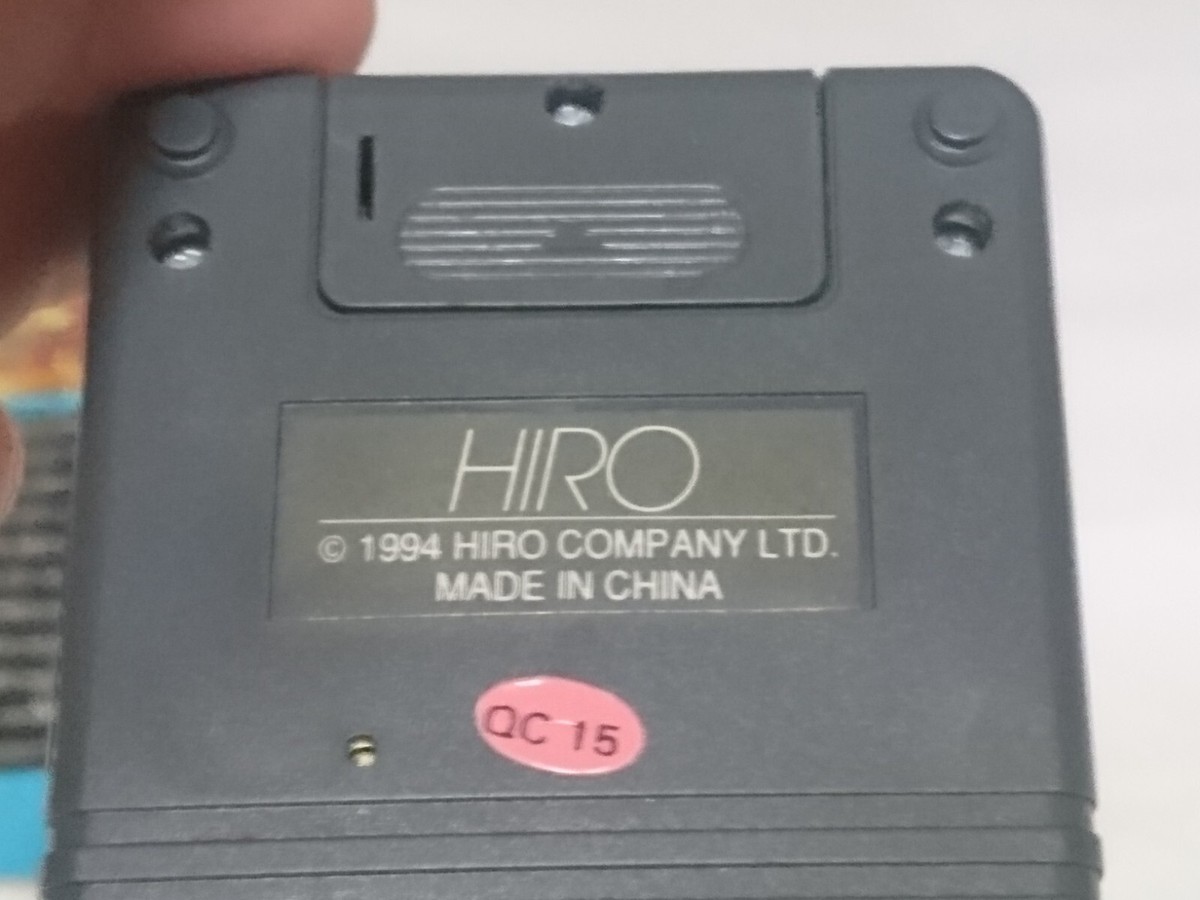 HIRO
© 1994 HIRO COMPANY LTD.
MADE IN CHINA
QC 15